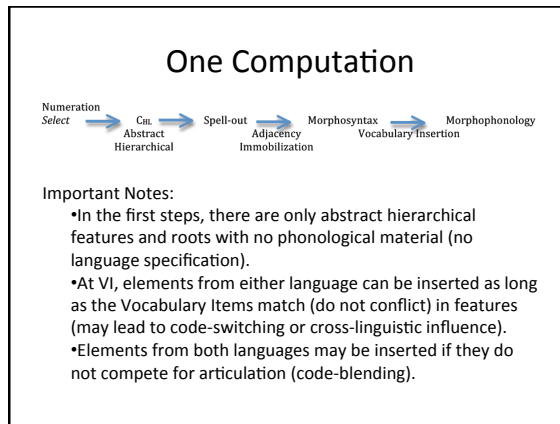 One Computation
Numeration
Select CHL Spell-out Morphosyntax Morphophonology
Abstract Adjacency Vocabulary Insertion
Hierarchical Immobilization
Important Notes:
•In the first steps, there are only abstract hierarchical
features and roots with no phonological material (no
language specification).
•At VI, elements from either language can be inserted as long
as the Vocabulary Items match (do not conflict) in features
(may lead to code-switching or cross-linguistic influence).
•Elements from both languages may be inserted if they do
not compete for articulation (code-blending).